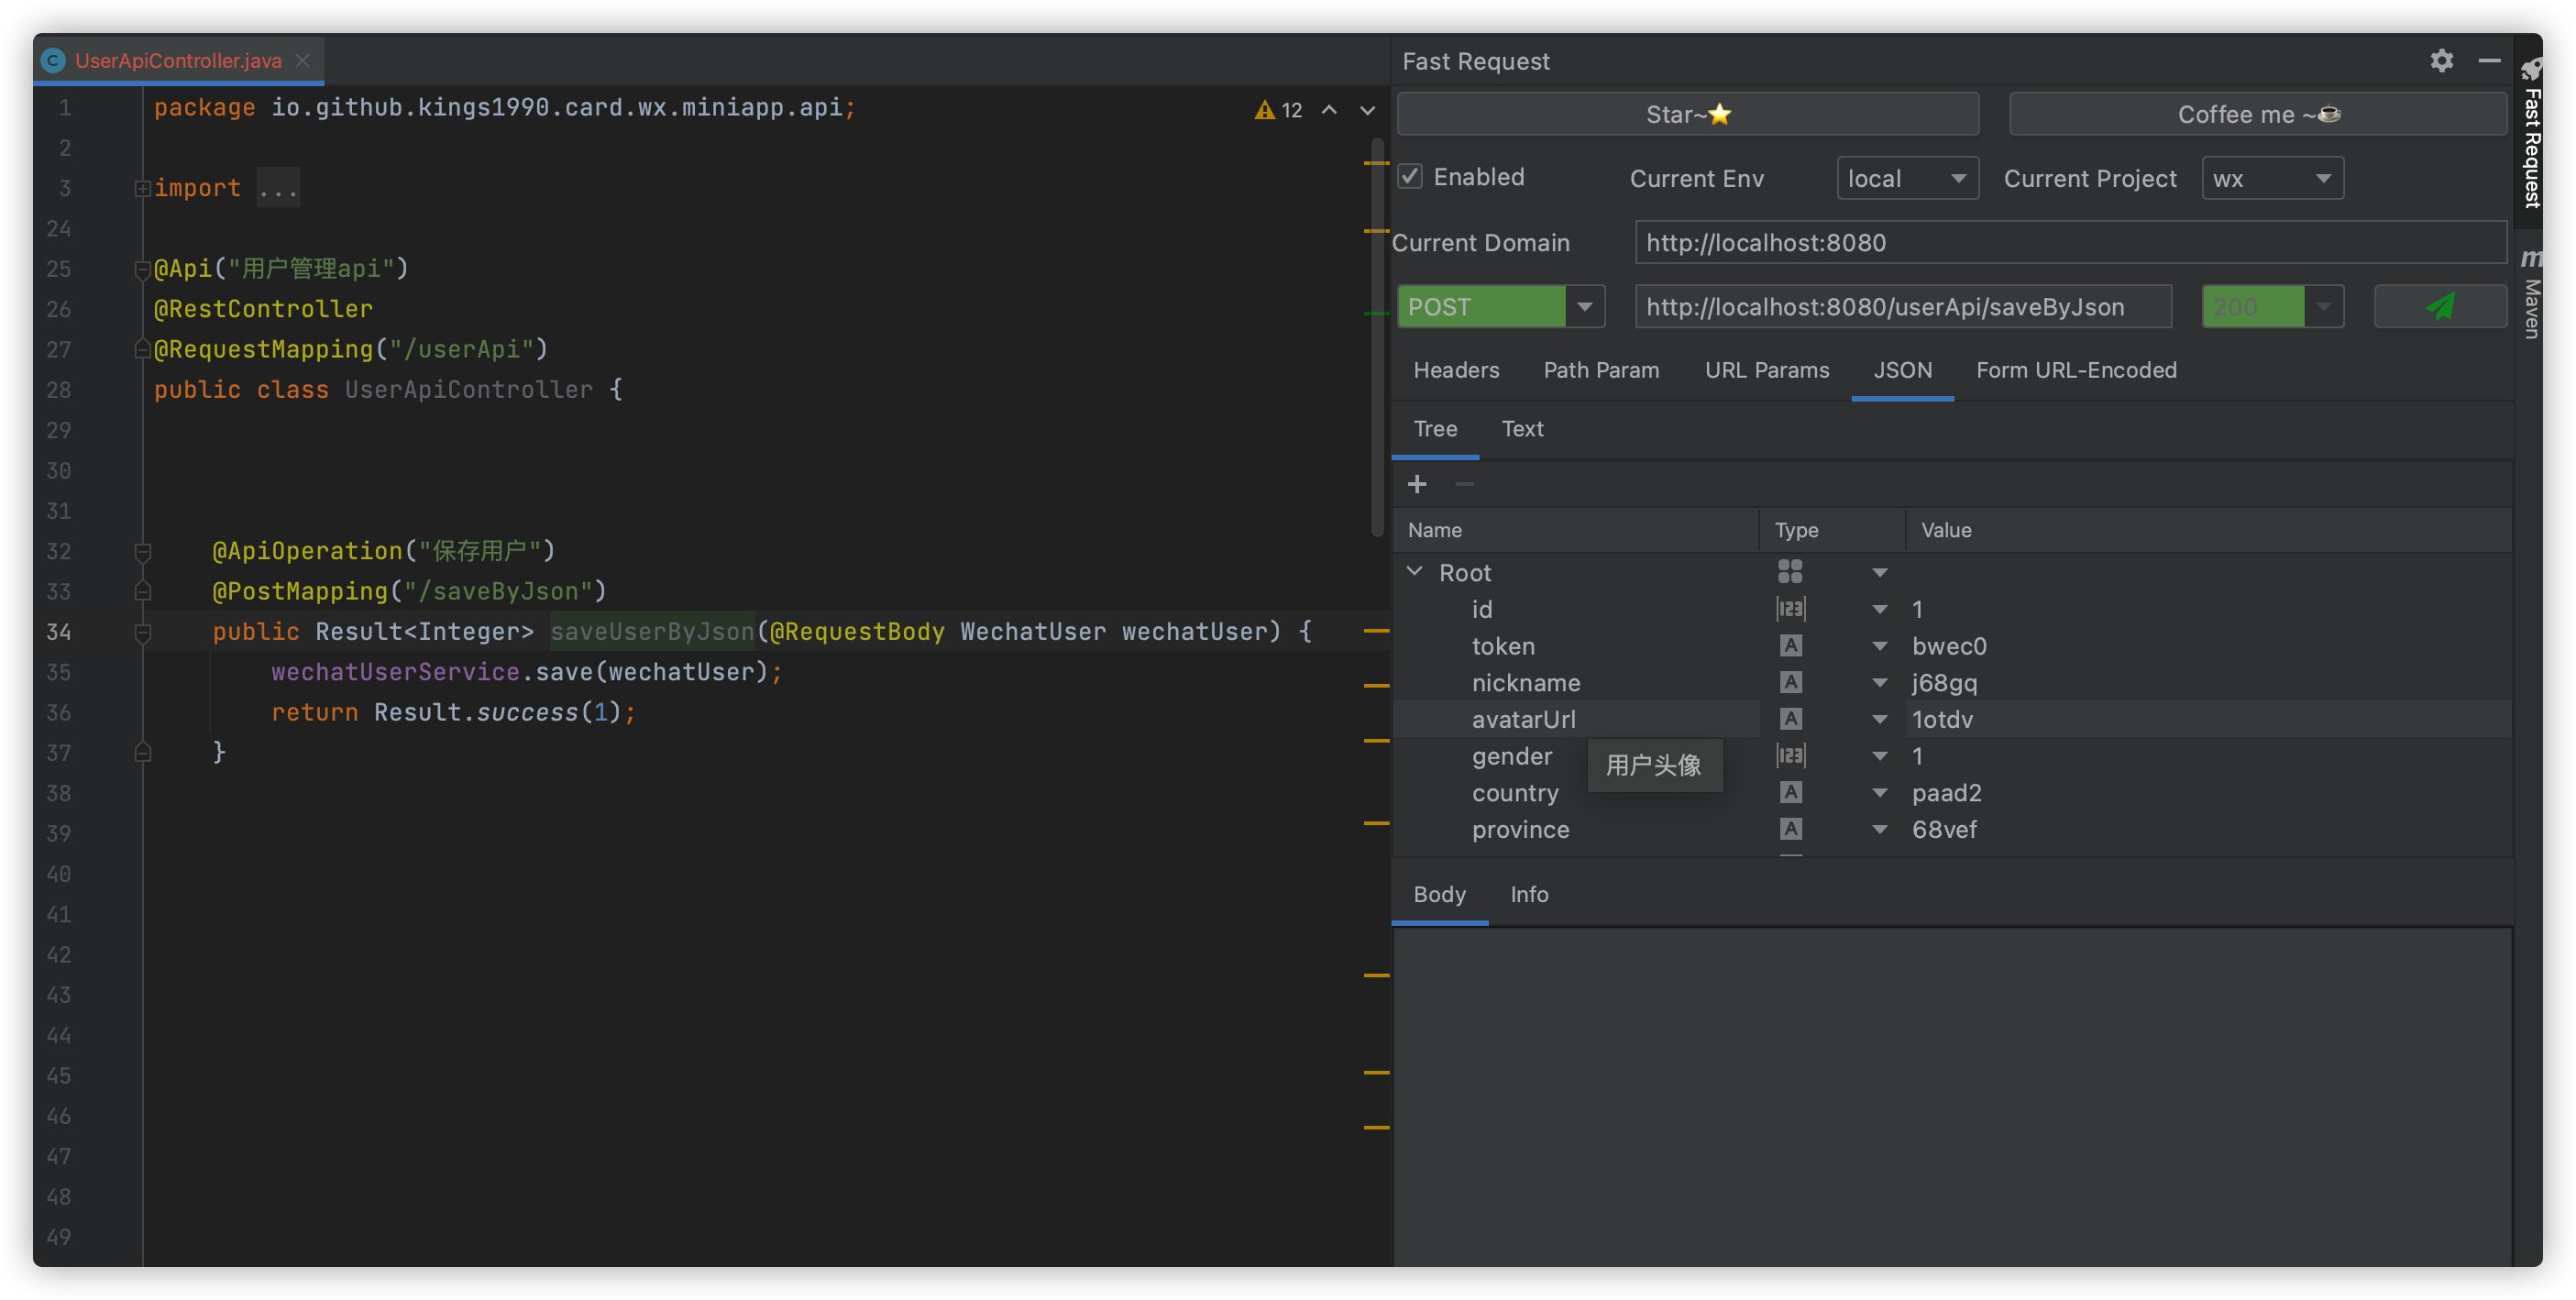 UserApiController.java
1 package io.github.kings1990.card.wx.miniapp.api;
12
2
3 import ...
24
25 @Api("用户管理api")
26 @RestController
27 @RequestMapping("/userApi")
28 public class UserApiController {
29
30
31
32 @ApiOperation("保存用户")
33 @PostMapping("/saveByJson")
34 public Result<Integer> saveUserByJson(@RequestBody WechatUser wechatUser) {
35 wechatUserService.save(wechatUser);
36 return Result.success(1);
37 }
38
39
40
41
42
43
44
45
46
47
48
49
Fast Request
Star~⭐ Coffee me ~☕
Enabled Current Env local Current Project wx
Current Domain http://localhost:8080
POST http://localhost:8080/userApi/saveByJson 200
Headers Path Param URL Params JSON Form URL-Encoded
Tree Text
Name Type Value
Root
id 123 1
token A bwec0
nickname A j68gq
avatarUrl A 1otdv
gender 123 1
用户头像
country A paad2
province A 68vef
Body Info
Fast Request
m Maven